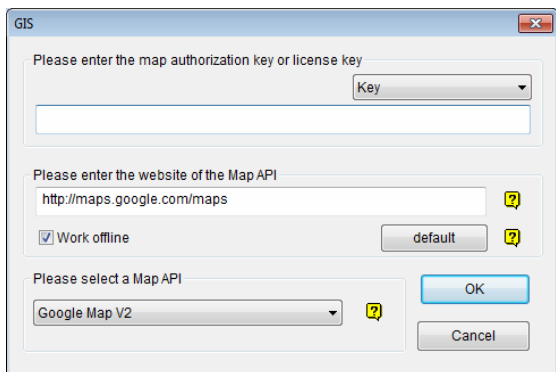 GIS
Please enter the map authorization key or license key
Key
Please enter the website of the Map API
http://maps.google.com/maps
Work offline
default
Please select a Map API
Google Map V2
OK
Cancel